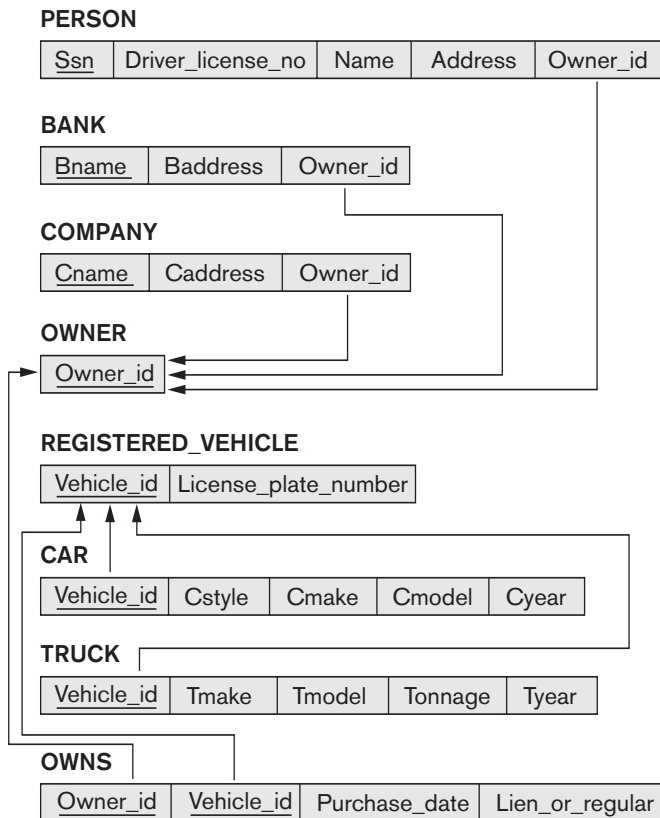 PERSON
Ssn Driver_license_no Name Address Owner_id
BANK
Bname Baddress Owner_id
COMPANY
Cname Caddress Owner_id
OWNER
Owner_id
REGISTERED_VEHICLE
Vehicle_id License_plate_number
CAR
Vehicle_id Cstyle Cmake Cmodel Cyear
TRUCK
Vehicle_id Tmake Tmodel Tonnage Tyear
OWNS
Owner_id Vehicle_id Purchase_date Lien_or_regular